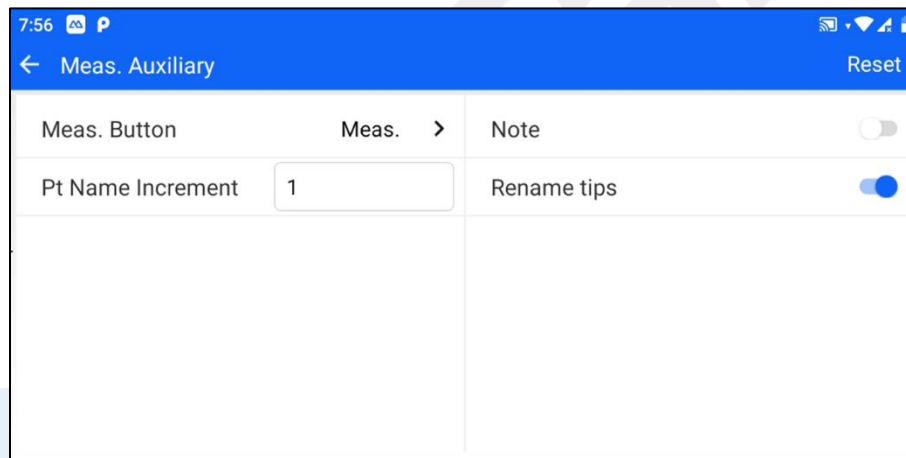 7:56
Meas. Auxiliary Reset
Meas. Button Meas. > Note
Pt Name Increment 1 Rename tips